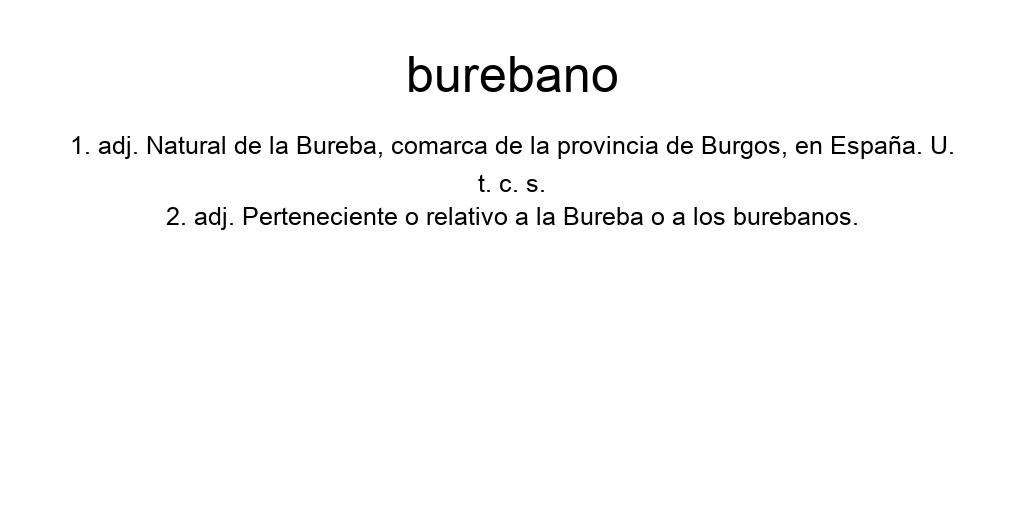 burebano
1. adj. Natural de la Bureba, comarca de la provincia de Burgos, en España. U.
t. c. s.
2. adj. Perteneciente o relativo a la Bureba o a los burebanos.